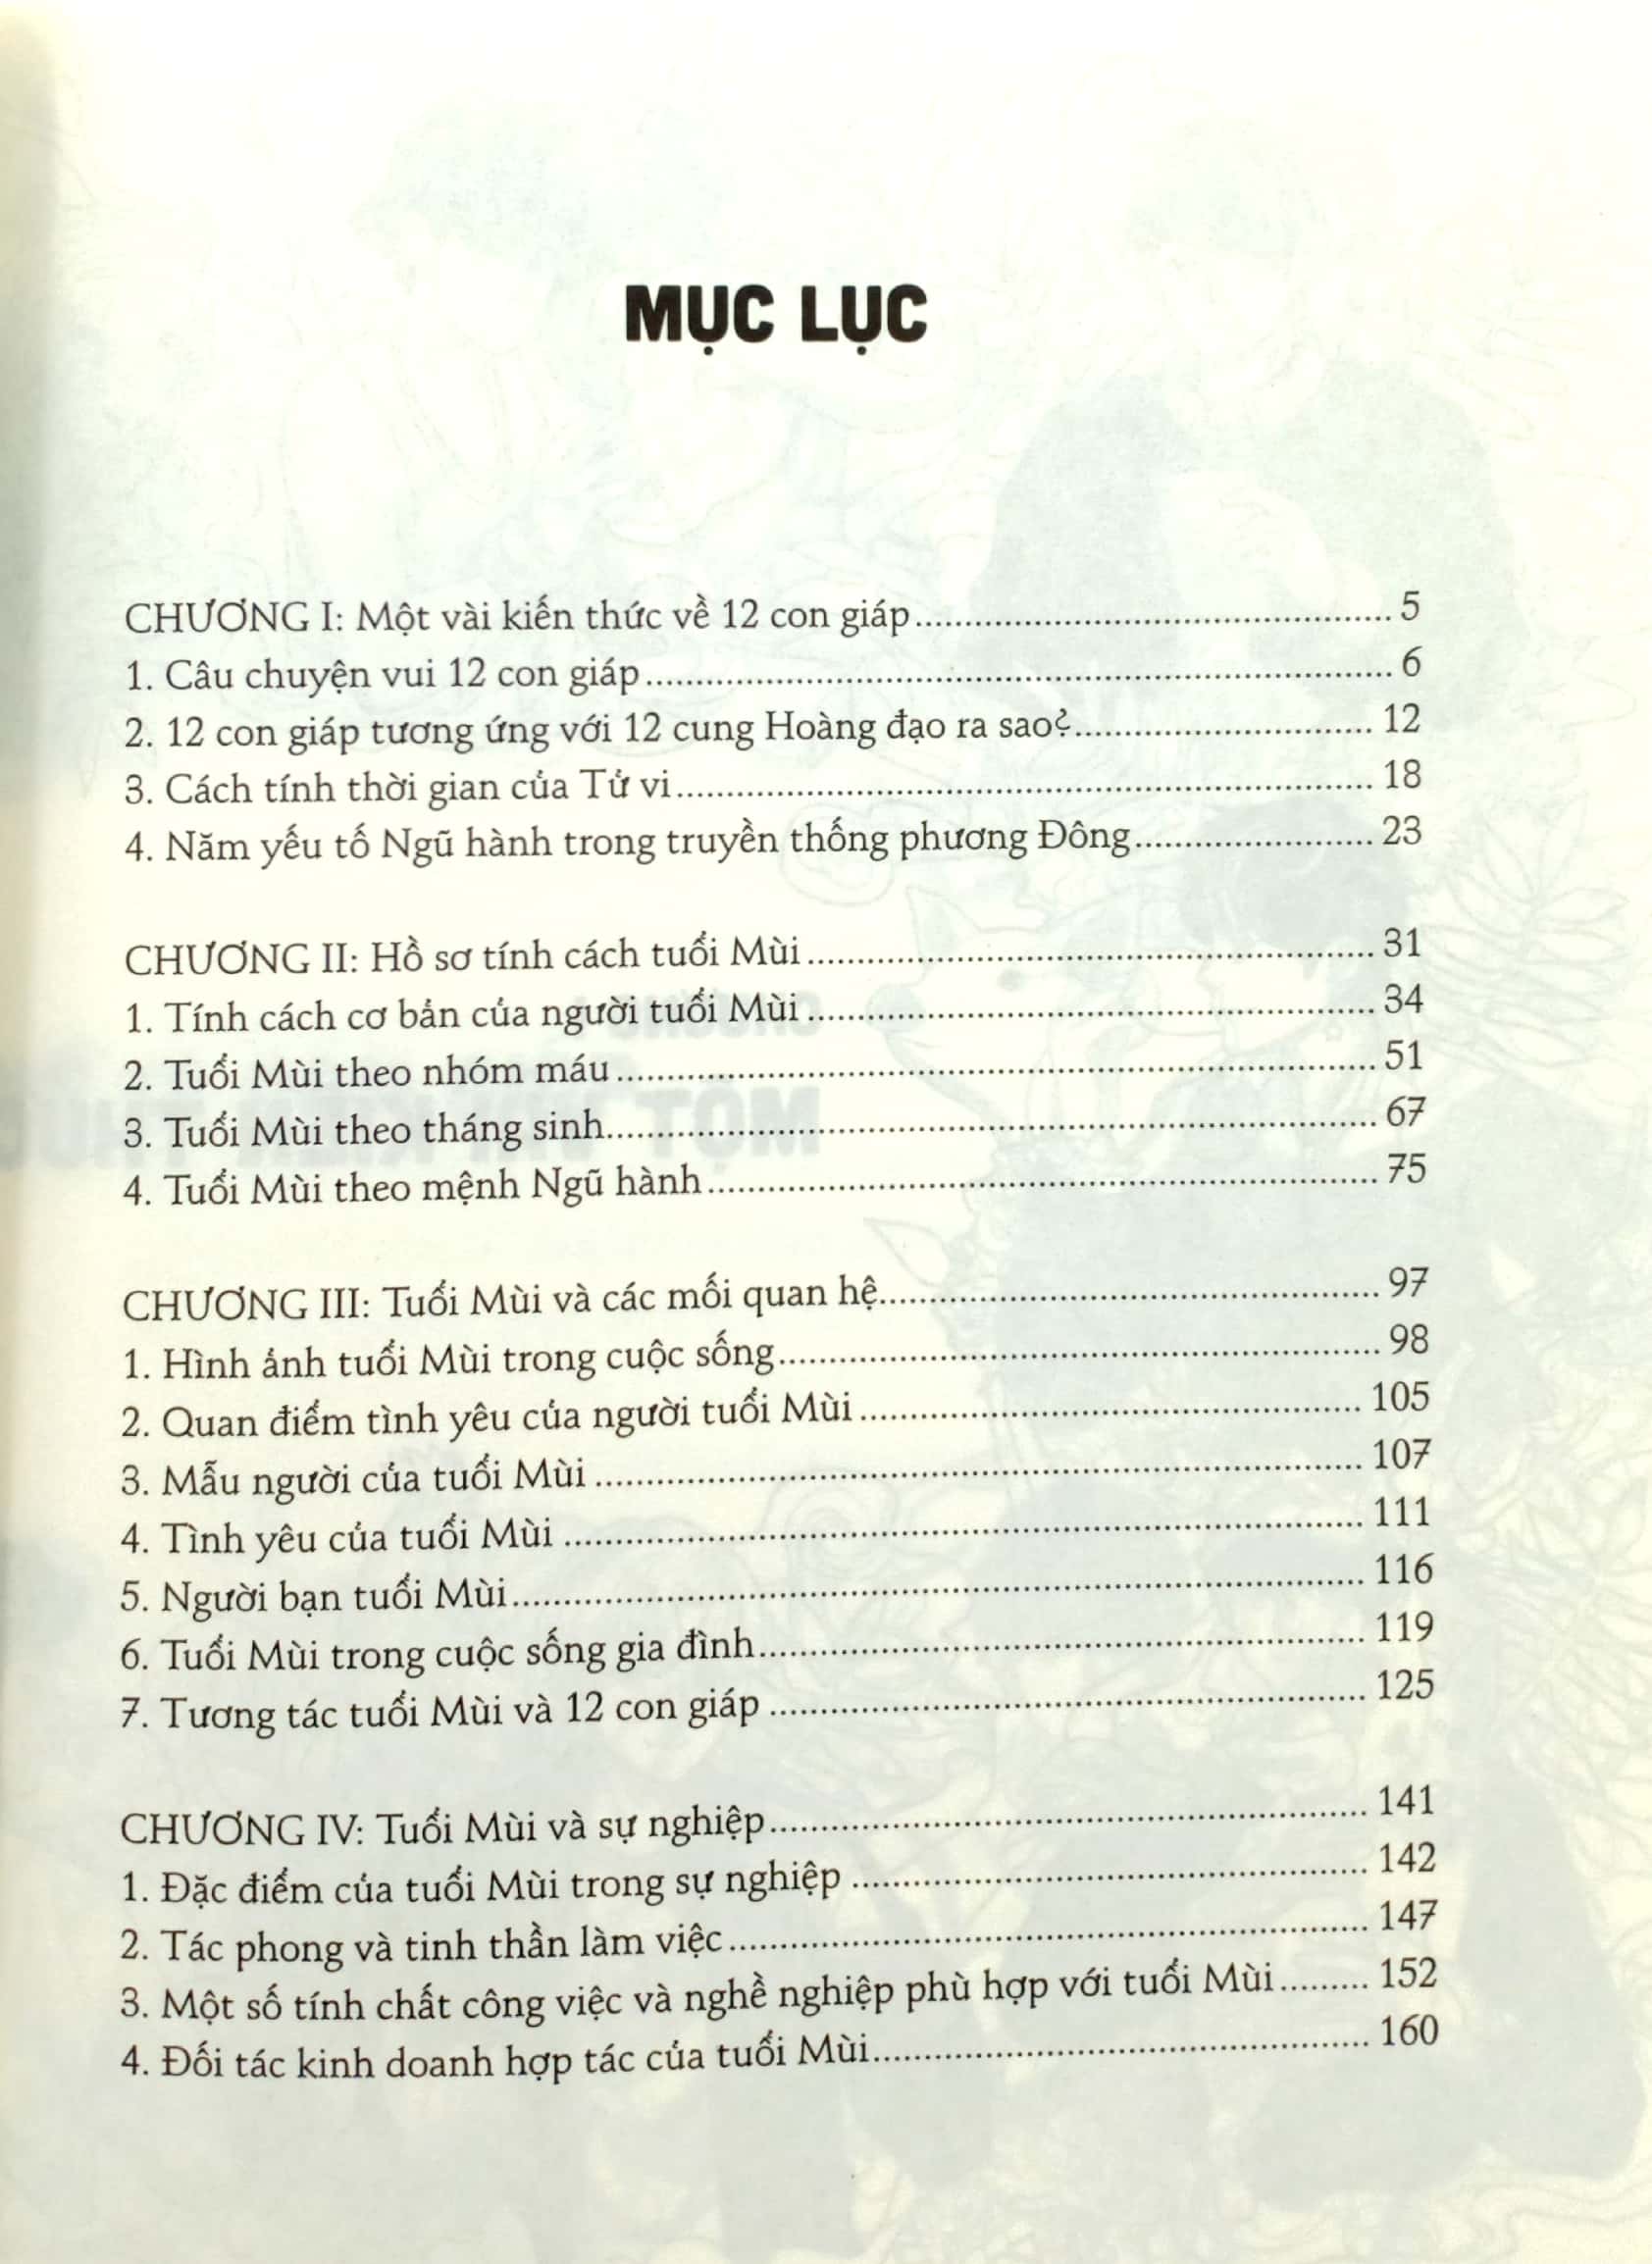 MỤC LỤC
CHƯƠNG I: Một vài kiến thức về 12 con giáp.......... 5
1. Câu chuyện vui 12 con giáp.......... 6
2. 12 con giáp tương ứng với 12 cung Hoàng đạo ra sao?.......... 12
3. Cách tính thời gian của Tử vi.......... 18
4. Năm yếu tố Ngũ hành trong truyền thống phương Đông.......... 23
CHƯƠNG II: Hồ sơ tính cách tuổi Mùi.......... 31
1. Tính cách cơ bản của người tuổi Mùi.......... 34
2. Tuổi Mùi theo nhóm máu.......... 51
3. Tuổi Mùi theo tháng sinh.......... 67
4. Tuổi Mùi theo mệnh Ngũ hành.......... 75
CHƯƠNG III: Tuổi Mùi và các mối quan hệ.......... 97
1. Hình ảnh tuổi Mùi trong cuộc sống.......... 98
2. Quan điểm tình yêu của người tuổi Mùi.......... 105
3. Mẫu người của tuổi Mùi.......... 107
4. Tình yêu của tuổi Mùi.......... 111
5. Người bạn tuổi Mùi.......... 116
6. Tuổi Mùi trong cuộc sống gia đình.......... 119
7. Tương tác tuổi Mùi và 12 con giáp.......... 125
CHƯƠNG IV: Tuổi Mùi và sự nghiệp.......... 141
1. Đặc điểm của tuổi Mùi trong sự nghiệp.......... 142
2. Tác phong và tinh thần làm việc.......... 147
3. Một số tính chất công việc và nghề nghiệp phù hợp với tuổi Mùi.......... 152
4. Đối tác kinh doanh hợp tác của tuổi Mùi.......... 160